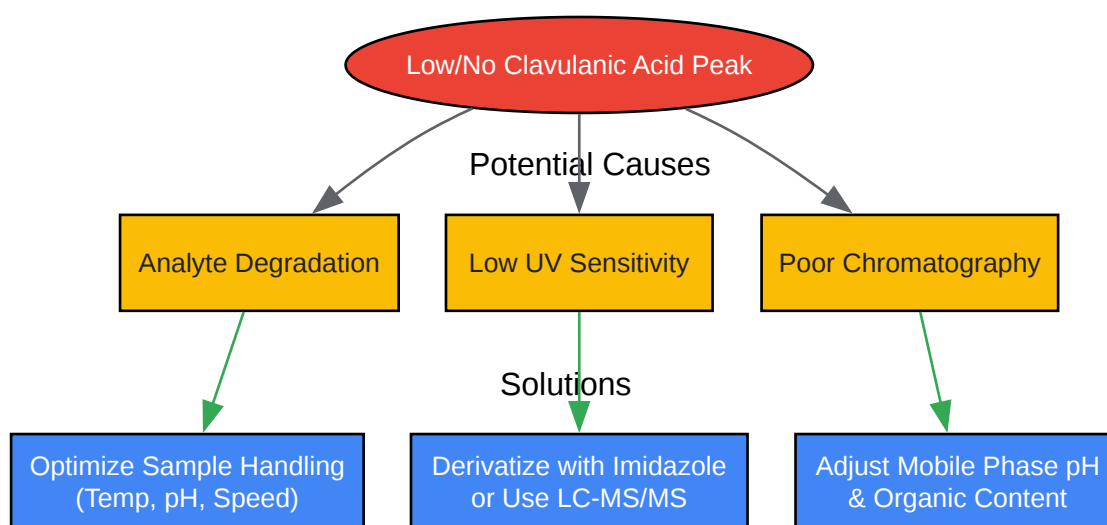 Low/No Clavulanic Acid Peak
Potential Causes
Analyte Degradation
Low UV Sensitivity
Poor Chromatography
Solutions
Optimize Sample Handling
(Temp, pH, Speed)
Derivatize with Imidazole
or Use LC-MS/MS
Adjust Mobile Phase pH
& Organic Content